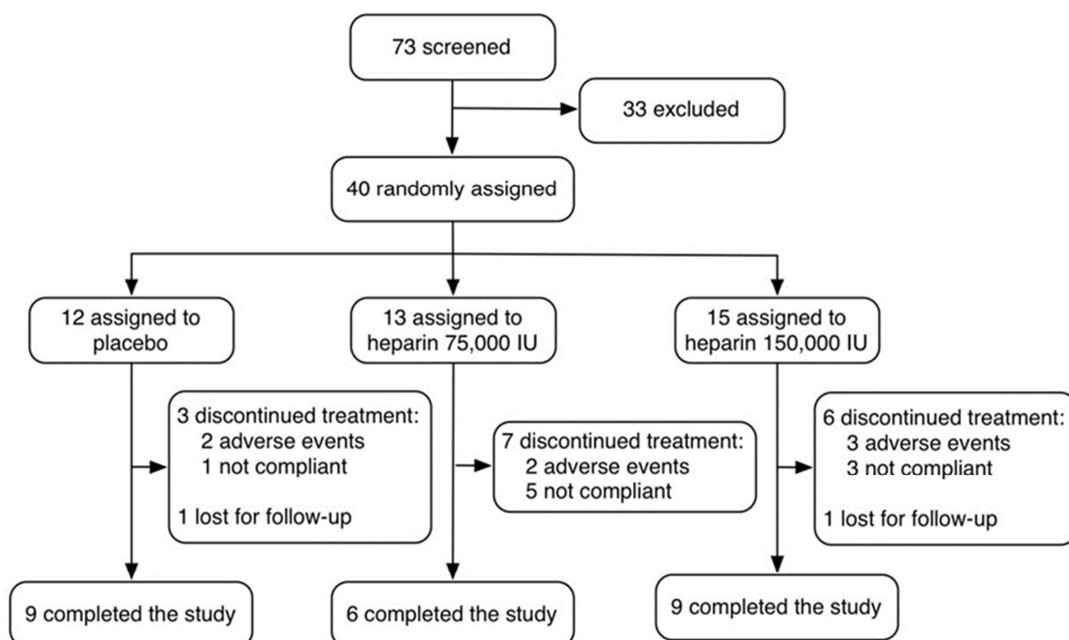 73 screened
33 excluded
40 randomly assigned
12 assigned to
placebo
13 assigned to
heparin 75,000 IU
15 assigned to
heparin 150,000 IU
3 discontinued treatment:
2 adverse events
1 not compliant
1 lost for follow-up
7 discontinued treatment:
2 adverse events
5 not compliant
6 discontinued treatment:
3 adverse events
3 not compliant
1 lost for follow-up
9 completed the study
6 completed the study
9 completed the study